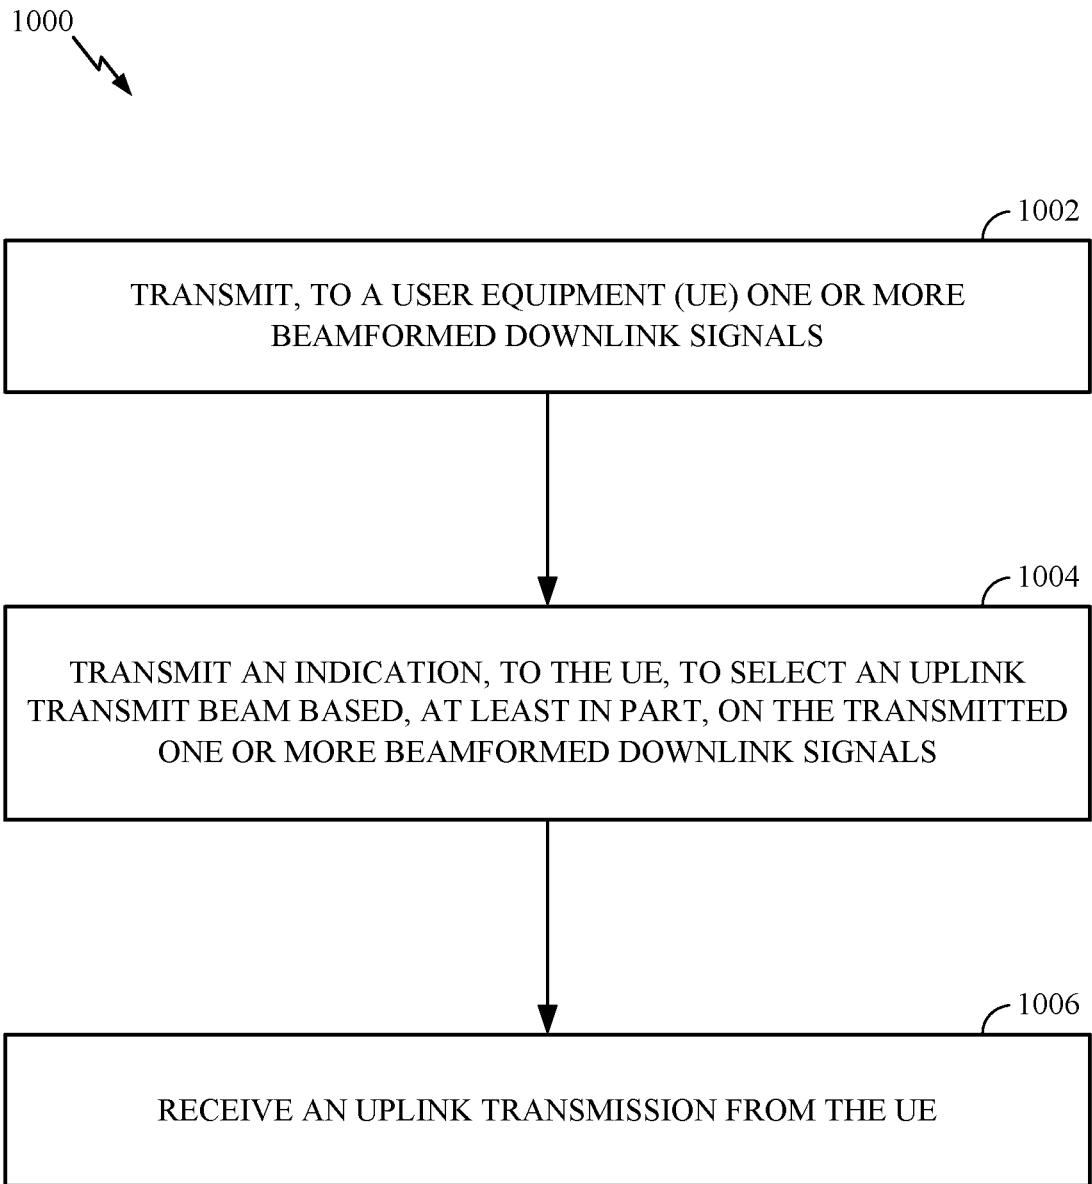 1000
1002
TRANSMIT, TO A USER EQUIPMENT (UE) ONE OR MORE
BEAMFORMED DOWNLINK SIGNALS
1004
TRANSMIT AN INDICATION, TO THE UE, TO SELECT AN UPLINK
TRANSMIT BEAM BASED, AT LEAST IN PART, ON THE TRANSMITTED
ONE OR MORE BEAMFORMED DOWNLINK SIGNALS
1006
RECEIVE AN UPLINK TRANSMISSION FROM THE UE